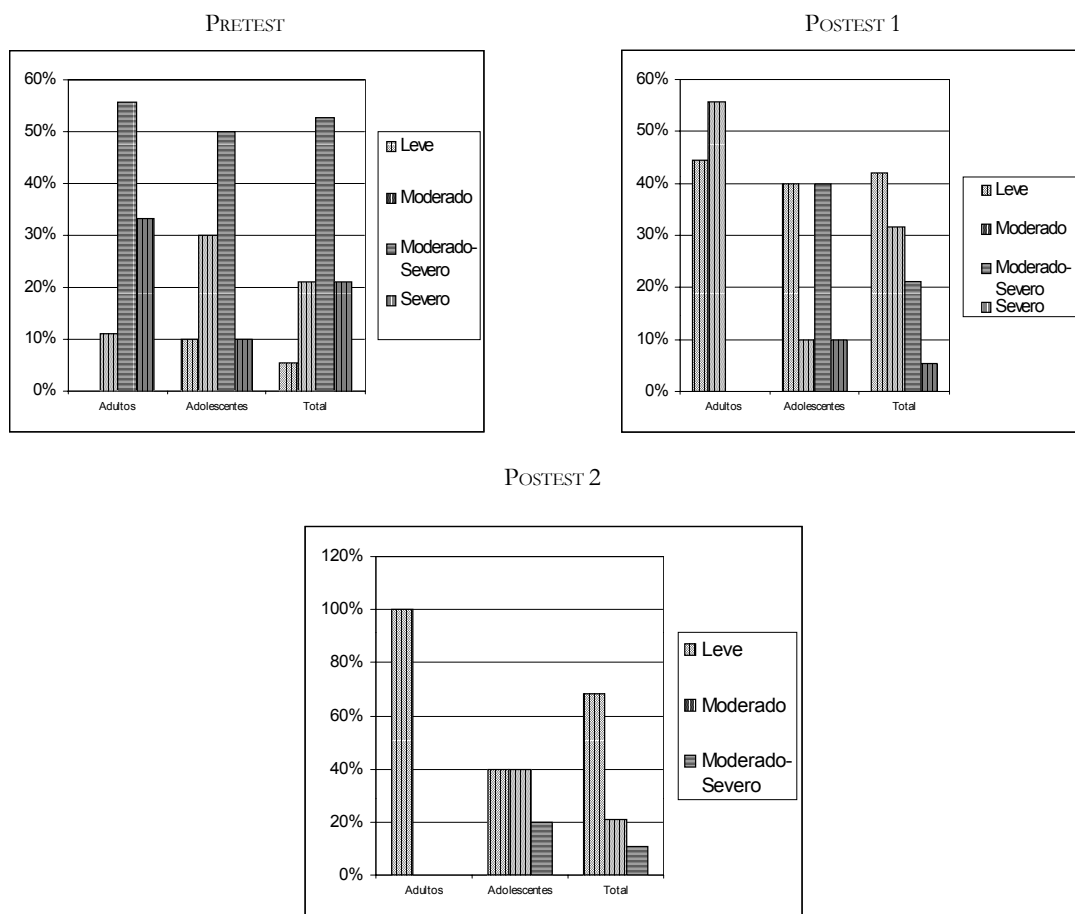 PRETEST
60%
50%
40%
30%
20%
10%
0%
Adultos
Adolescentes
Total
Leve
Moderado
Moderado-
Severo
Severo
POSTEST 1
60%
50%
40%
30%
20%
10%
0%
Adultos
Adolescentes
Total
Leve
Moderado
Moderado-
Severo
Severo
POSTEST 2
120%
100%
80%
60%
40%
20%
0%
Adultos
Adolescentes
Total
Leve
Moderado
Moderado-
Severo